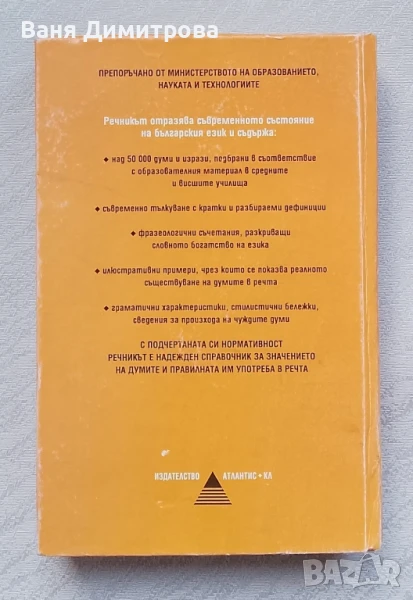 Ваня Димитрова
ПРЕПОРЪЧАНО ОТ МИНИСТЕРСТВОТО НА ОБРАЗОВАНИЕТО,
НАУКАТА И ТЕХНОЛОГИИТЕ
Речникът отразява съвременното състояние
на българския език и съдържа:
• над 50 000 думи и изрази, подбрани в съответствие
с образователния материал в средните
и висшите училища
• съвременно тълкуване с кратки и разбираеми дефиниции
• фразеологични съчетания, разкриващи
словното богатство на езика
• илюстративни примери, чрез които се показва реалното
съществуване на думите в речта
• граматични характеристики, стилистични бележки,
сведения за произхода на чуждите думи
С ПОДЧЕРТАНАТА СИ НОРМАТИВНОСТ
РЕЧНИКЪТ Е НАДЕЖДЕН СПРАВОЧНИК ЗА ЗНАЧЕНИЕТО
НА ДУМИТЕ И ПРАВИЛНАТА ИМ УПОТРЕБА В РЕЧТА
ИЗДАТЕЛСТВО АТЛАНТИС • КЛ
BAZAR